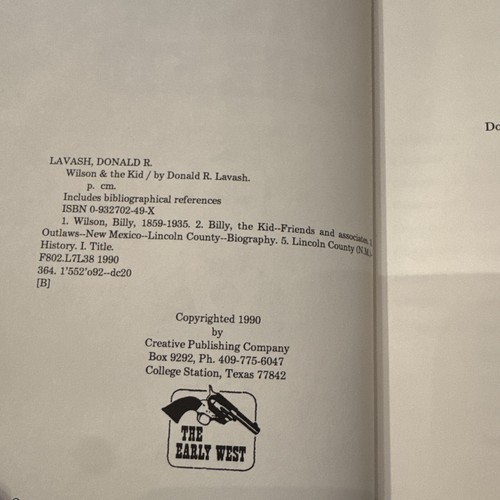 LAVASH, DONALD R.
Wilson & the Kid / by Donald R. Lavash.
p. cm.
Includes bibliographical references
ISBN 0-932702-49-X
1. Wilson, Billy, 1859-1935. 2. Billy, the Kid--Friends and associates.
Outlaws--New Mexico--Lincoln County--Biography. 5. Lincoln County (N.M.)--
History. I. Title.
F802.L7L38 1990
364. 1'552'o92--dc20
[B]
Copyrighted 1990
by
Creative Publishing Company
Box 9292, Ph. 409-775-6047
College Station, Texas 77842
THE
EARLY WEST
Do